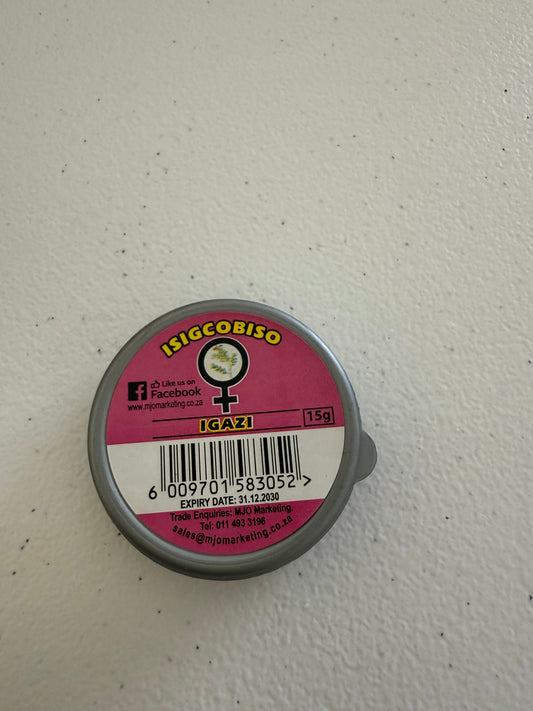 ISIGCOBISO
Like us on
Facebook
www.mjomarketing.co.za
IGAZI
15g
6 009701 583052 >
EXPIRY DATE: 31.12.2030
Trade Enquiries: MJO Marketing.
Tel: 011 493 3196
sales@mjomarketing.co.za